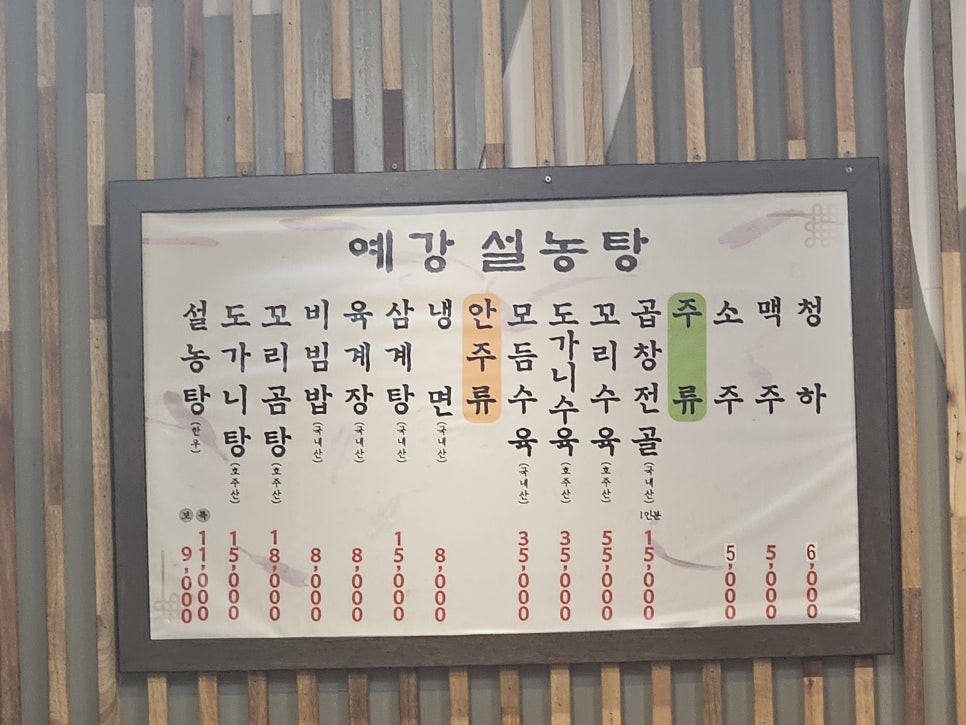 예강 설농탕
설농탕(한우) 보 9,000 특 11,000
도가니탕(호주산) 15,000
꼬리곰탕(호주산) 18,000
비빔밥(국내산) 8,000
육계장(국내산) 8,000
삼계탕(국내산) 15,000
냉면(국내산) 8,000
안주류
모듬수육(국내산) 35,000
도가니수육(호주산) 35,000
꼬리수육(호주산) 55,000
곱창전골(국내산) 1인분 15,000
주류
소주 5,000
맥주 5,000
청하 6,000